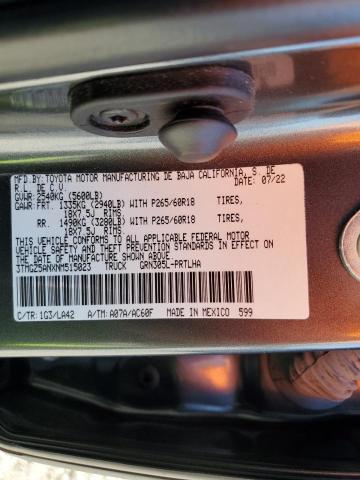 MFD.BY:TOYOTA MOTOR MANUFACTURING DE BAJA CALIFORNIA, S. DE
R.L. DE C.V. DATE: 07/22
GVWR 2540KG (5600LB)
GAWR FRT. 1335KG (2940LB) WITH P265/60R18 TIRES,
18X7.5J RIMS,
RR. 1490KG (3280LB) WITH P265/60R18 TIRES,
18X7.5J RIMS,
THIS VEHICLE CONFORMS TO ALL APPLICABLE FEDERAL MOTOR
VEHICLE SAFETY AND THEFT PREVENTION STANDARDS IN EFFECT ON
THE DATE OF MANUFACTURE SHOWN ABOVE.
3TMGZ5ANXNM515023 TRUCK GRN305L-PRTLHA
C/TR:1G3/LA42 A/TM:A07A/AC60F MADE IN MEXICO 599